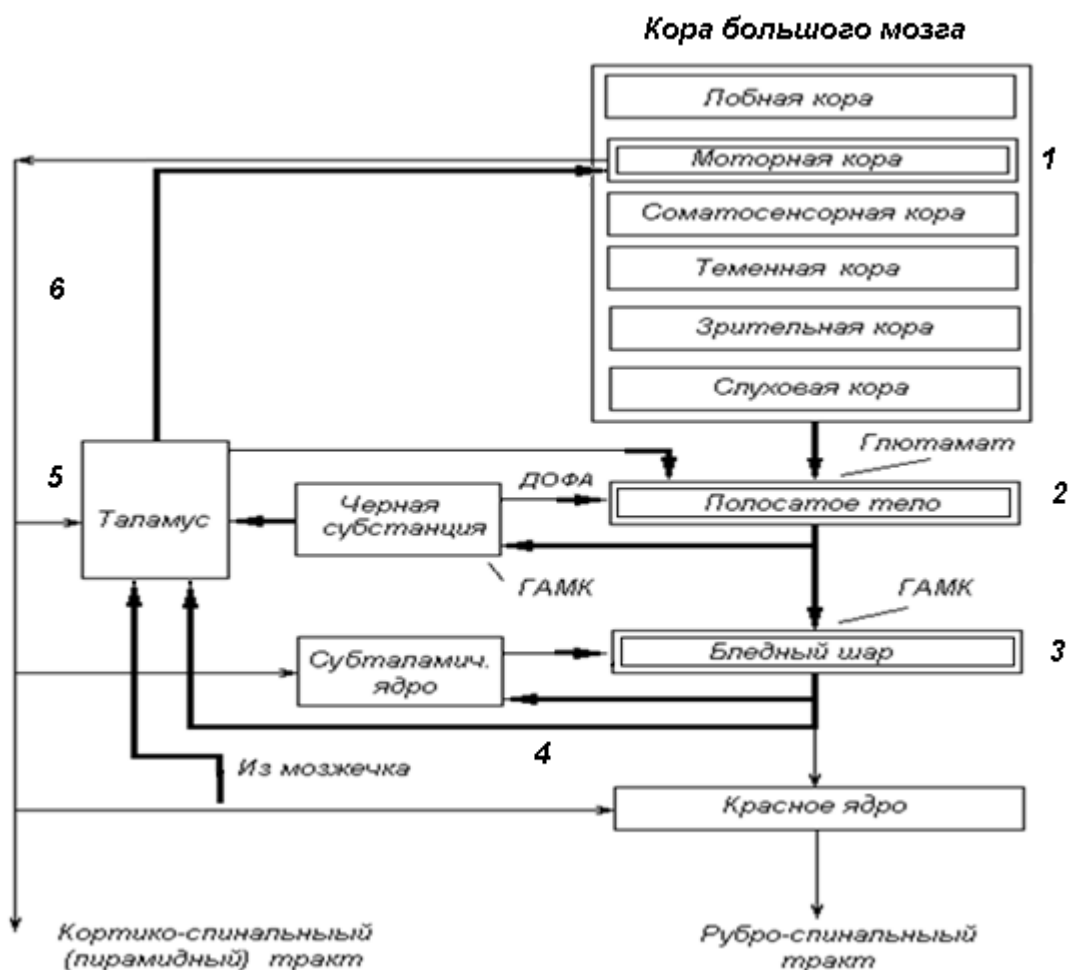 Кора большого мозга
Лобная кора
Моторная кора
1
Соматосенсорная кора
Теменная кора
6
Зрительная кора
Слуховая кора
Глютамат
5
Таламус
ДОФА
Черная
субстанция
Полосатое тело
2
ГАМК
ГАМК
Субталамич.
ядро
Бледный шар
3
4
Из мозжечка
Красное ядро
Кортико-спинальныый
(пирамидный) тракт
Рубро-спинальныый
тракт